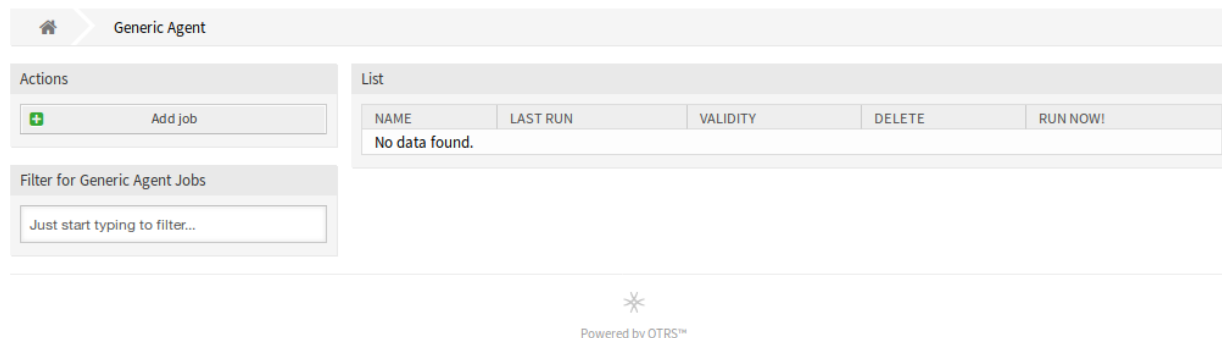 Generic Agent
Actions
Add job
Filter for Generic Agent Jobs
Just start typing to filter...
List
NAME LAST RUN VALIDITY DELETE RUN NOW!
No data found.
Powered by OTRS™